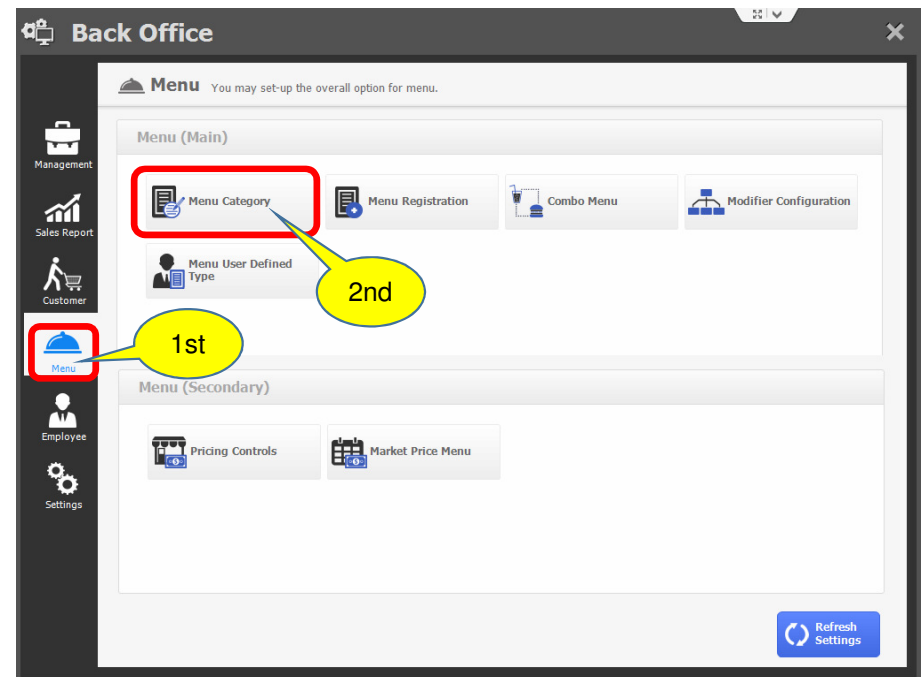 Back Office
Menu You may set-up the overall option for menu.
Management
Sales Report
Customer
Menu
Employee
Settings
Menu (Main)
Menu Category
Menu Registration
Combo Menu
Modifier Configuration
Menu User Defined
Type
2nd
1st
Menu (Secondary)
Pricing Controls
Market Price Menu
Refresh
Settings